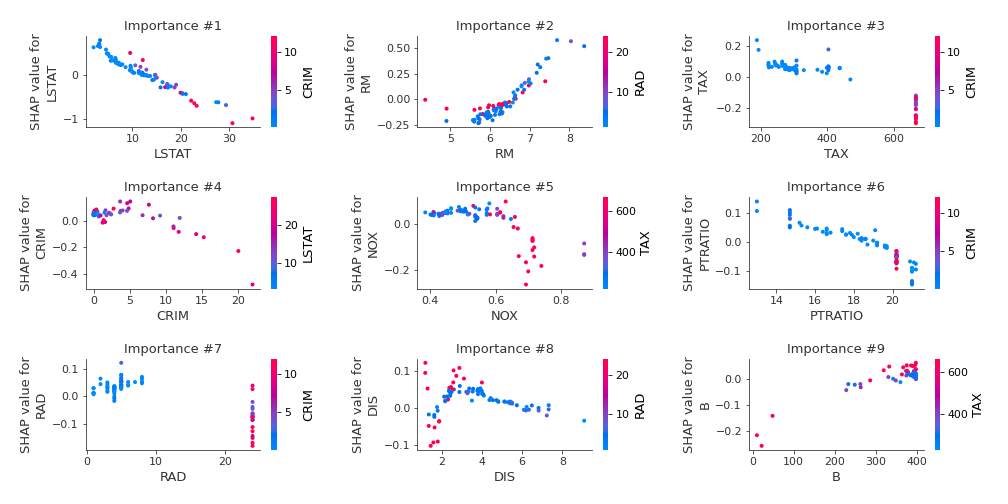 Importance #1
SHAP value for
LSTAT
0
−1
10
20
30
LSTAT
10
5
CRIM
Importance #2
SHAP value for
RM
0.50
0.25
0.00
−0.25
5
6
7
8
RM
20
10
RAD
Importance #3
SHAP value for
TAX
0.2
0.0
−0.2
200
400
600
TAX
10
5
CRIM
Importance #4
SHAP value for
CRIM
0.0
−0.2
−0.4
0
5
10
15
20
CRIM
20
10
LSTAT
Importance #5
SHAP value for
NOX
0.0
−0.2
0.4
0.6
0.8
NOX
600
400
TAX
Importance #6
SHAP value for
PTRATIO
0.1
0.0
−0.1
14
16
18
20
PTRATIO
10
5
CRIM
Importance #7
SHAP value for
RAD
0.1
0.0
−0.1
0
10
20
RAD
10
5
CRIM
Importance #8
SHAP value for
DIS
0.1
0.0
−0.1
2
4
6
8
DIS
20
10
RAD
Importance #9
SHAP value for
B
0.0
−0.1
−0.2
0
100
200
300
400
B
600
400
TAX